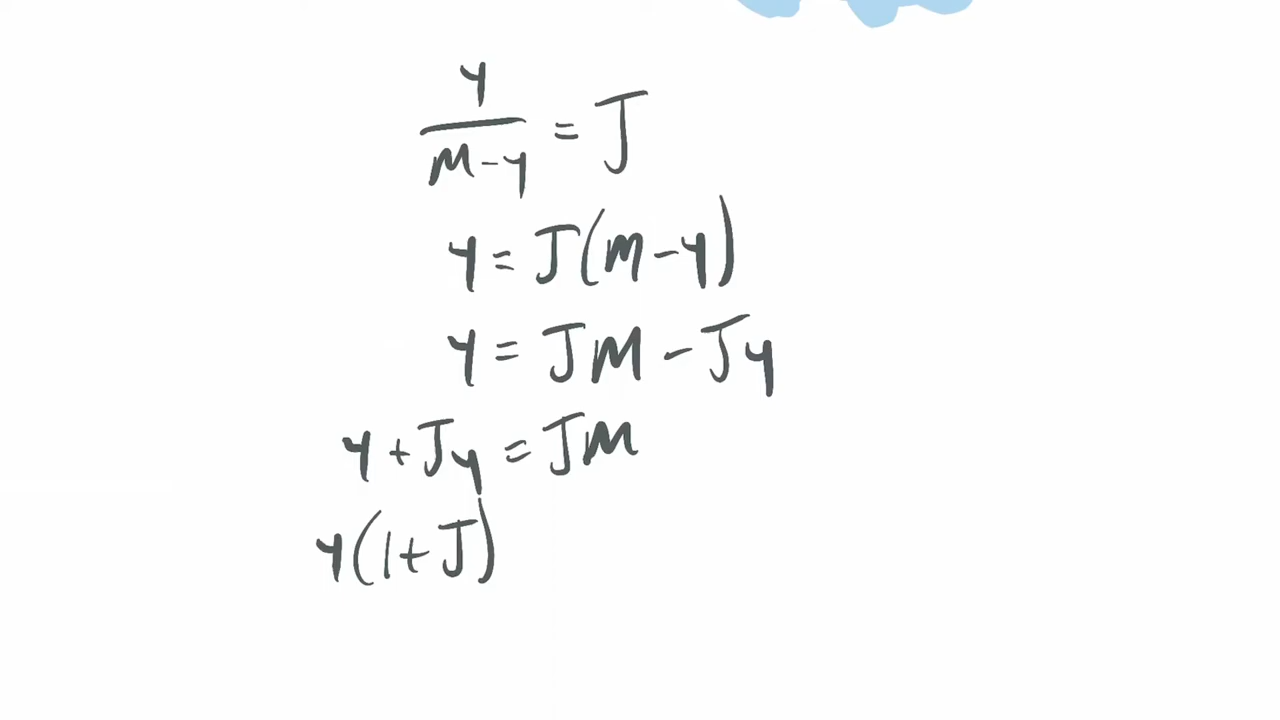 y
m-y = J
y = J(m-y)
y = JM - Jy
y + Jy = JM
y(1+J)